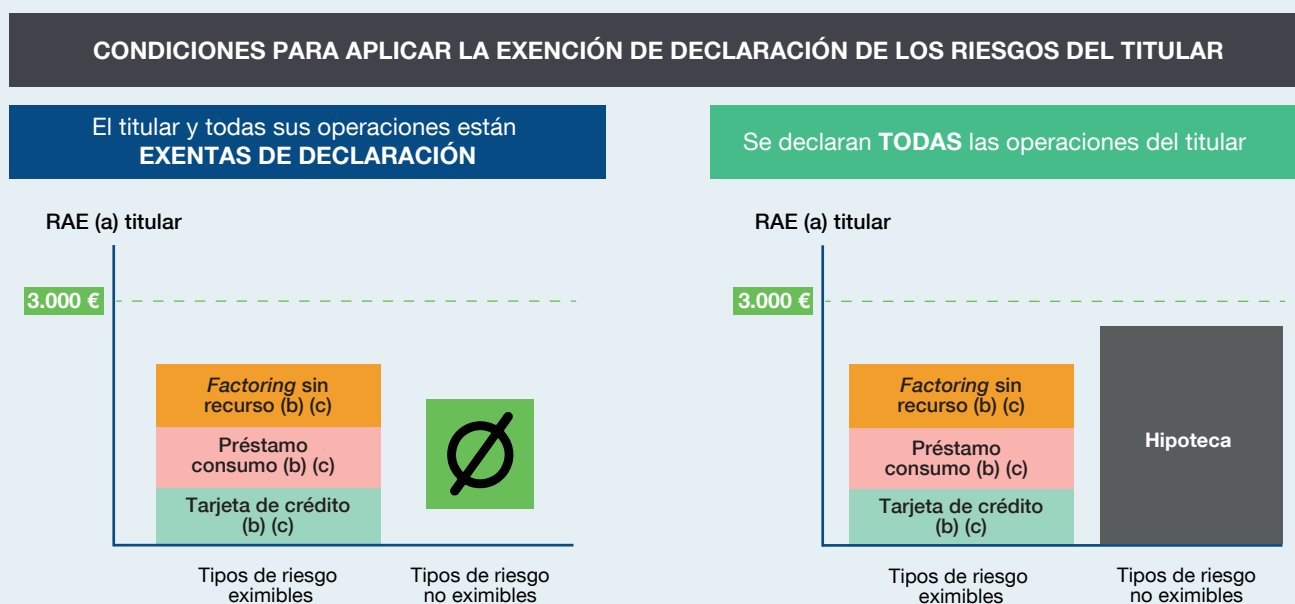 CONDICIONES PARA APLICAR LA EXENCIÓN DE DECLARACIÓN DE LOS RIESGOS DEL TITULAR
El titular y todas sus operaciones están
EXENTAS DE DECLARACIÓN
RAE (a) titular
3.000 €
Factoring sin
recurso (b) (c)
Préstamo
consumo (b) (c)
Tarjeta de crédito
(b) (c)
Tipos de riesgo
eximibles
Tipos de riesgo
no eximibles
Se declaran TODAS las operaciones del titular
RAE (a) titular
3.000 €
Factoring sin
recurso (b) (c)
Préstamo
consumo (b) (c)
Tarjeta de crédito
(b) (c)
Hipoteca
Tipos de riesgo
eximibles
Tipos de riesgo
no eximibles